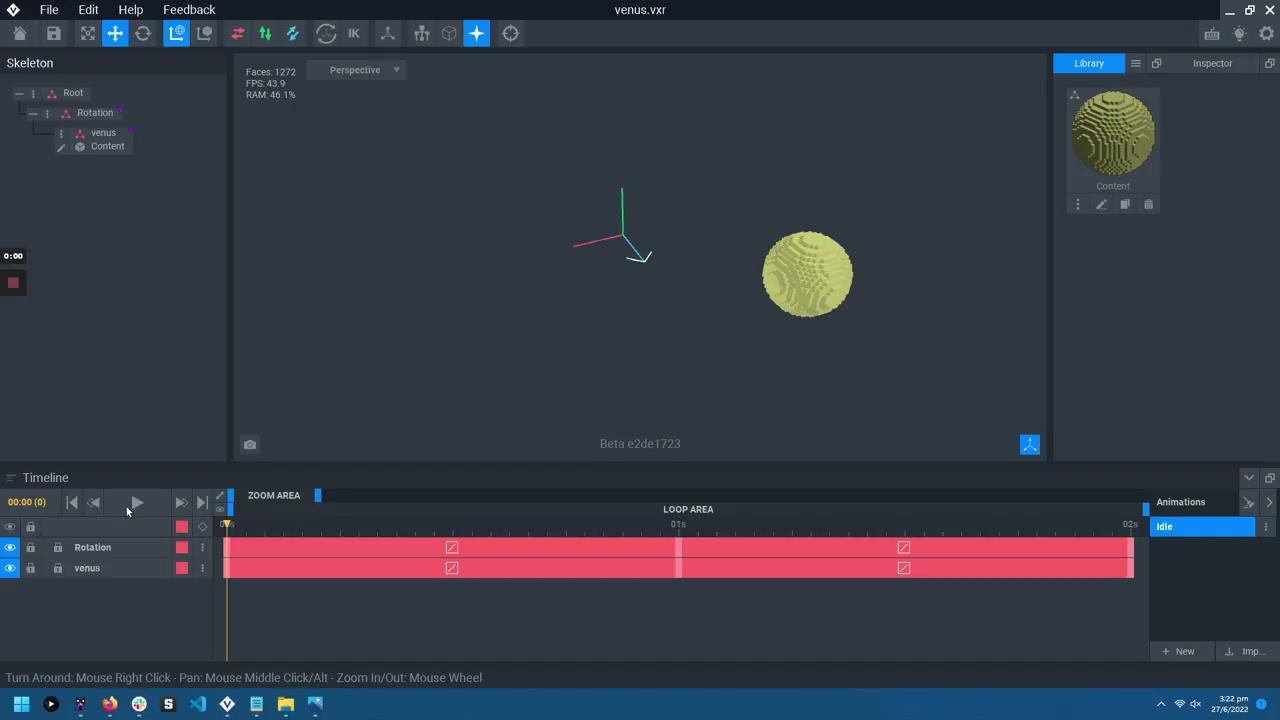 File Edit Help Feedback
venus.vxr
IK
Skeleton
Root
Rotation
venus
Content
0:00
Faces: 1272
FPS: 43.9
RAM: 46.1%
Perspective
Beta e2de1723
Library
Inspector
Content
Timeline
00:00 (0)
ZOOM AREA
LOOP AREA
01s
02s
Rotation
venus
Animations
Idle
+ New
Imp...
Turn Around: Mouse Right Click - Pan: Mouse Middle Click/Alt - Zoom In/Out: Mouse Wheel
3:22 pm
27/6/2022
1